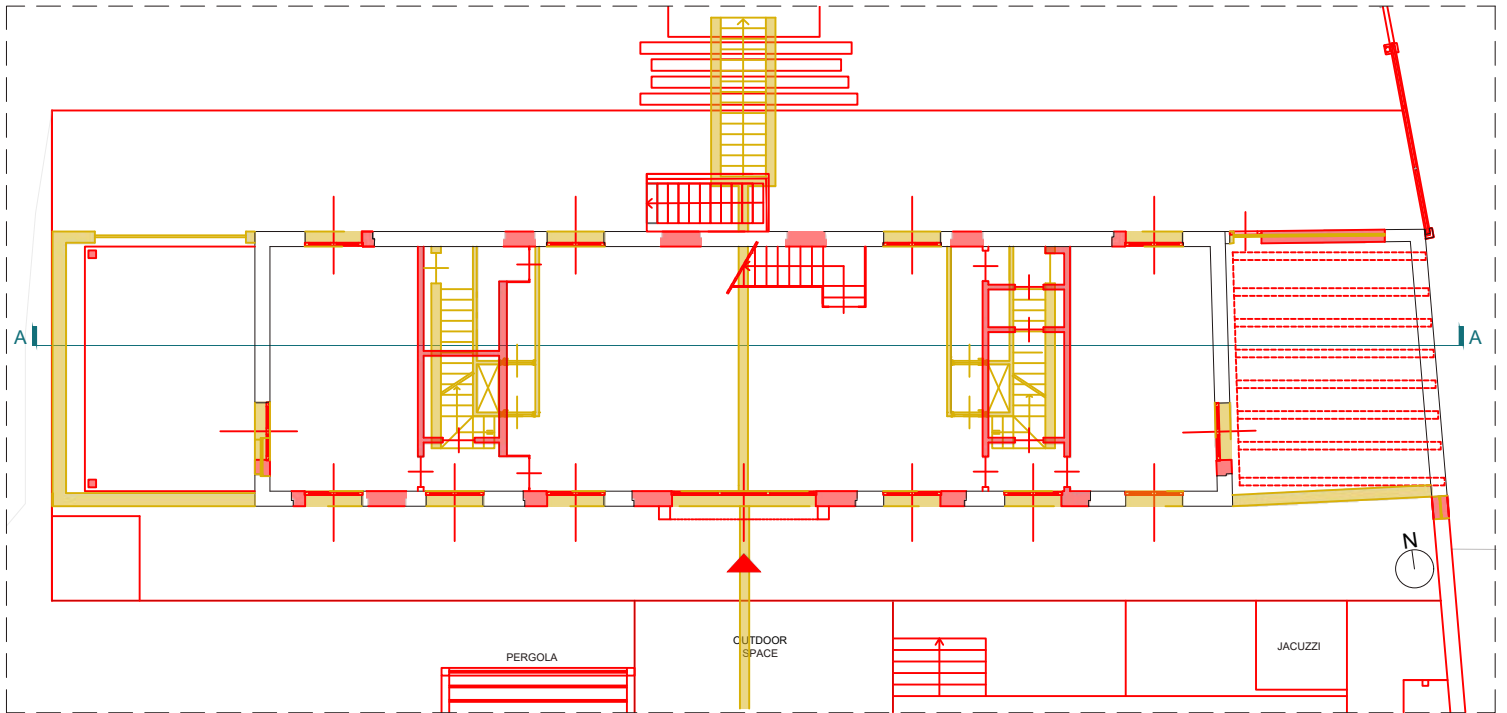 A
A
N
OUTDOOR
SPACE
JACUZZI
PERGOLA